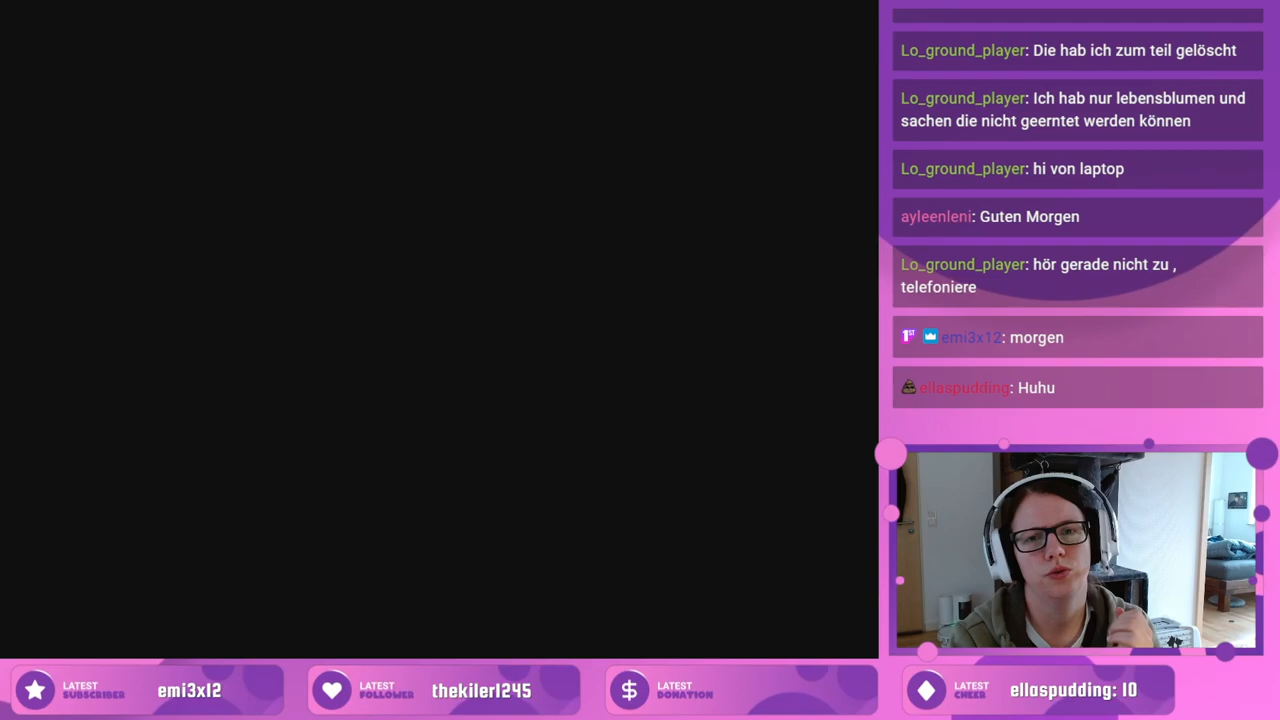 Lo_ground_player: Die hab ich zum teil gelöscht
Lo_ground_player: Ich hab nur lebensblumen und
sachen die nicht geerntet werden können
Lo_ground_player: hi von laptop
ayleenleni: Guten Morgen
Lo_ground_player: hör gerade nicht zu ,
telefoniere
1ST emi3x12: morgen
ellaspudding: Huhu
LATEST
SUBSCRIBER
emi3x12
LATEST
FOLLOWER
thekiler1245
LATEST
DONATION
LATEST
CHEER
ellaspudding: 10